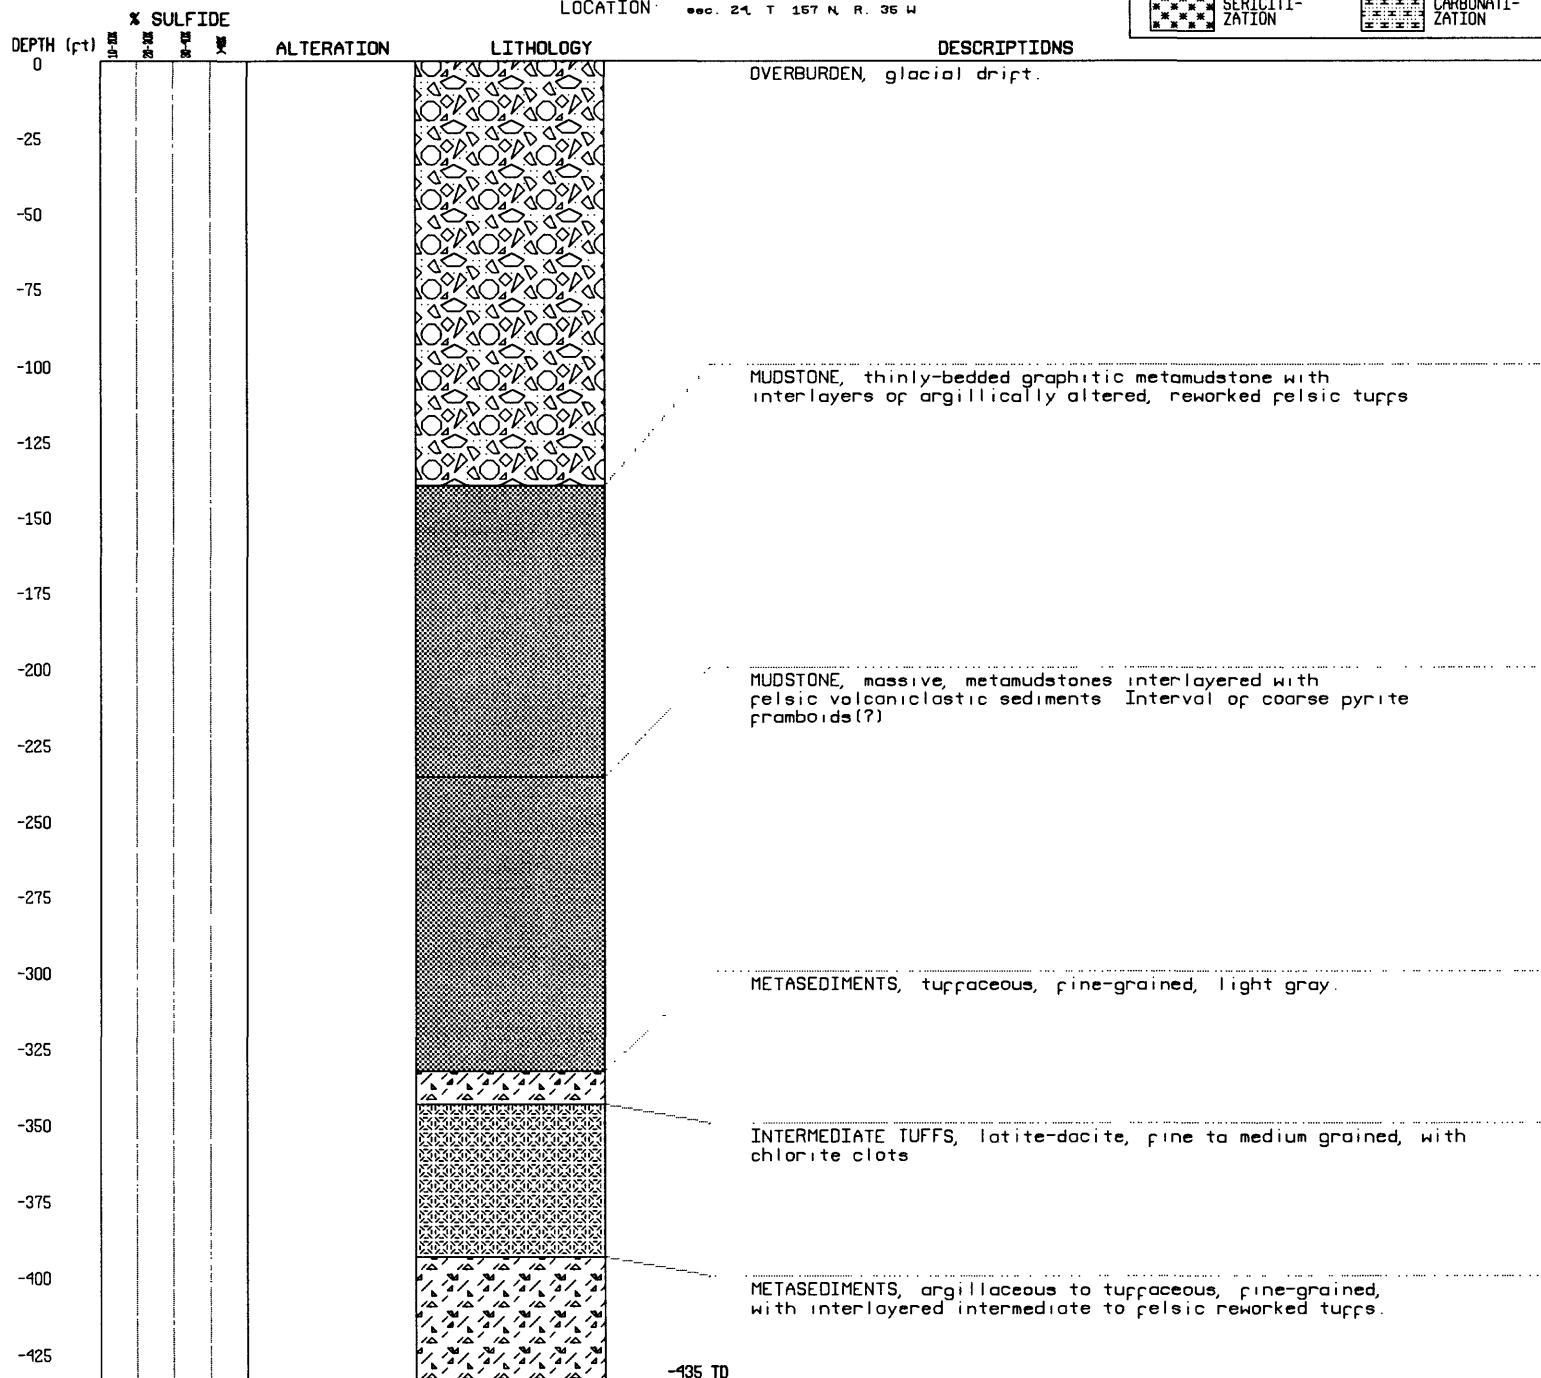 LOCATION sec. 24, T 157 N, R. 35 W
SERICITI-
ZATION
CARBONATI-
ZATION
% SULFIDE
DEPTH (ft)
ALTERATION
LITHOLOGY
DESCRIPTIONS
0
OVERBURDEN, glacial drift.
-25
-50
-75
-100
MUDSTONE, thinly-bedded graphitic metamudstone with
interlayers of argillically altered, reworked felsic tuffs
-125
-150
-175
-200
MUDSTONE, massive, metamudstones interlayered with
felsic volcaniclastic sediments Interval of coarse pyrite
framboids(?)
-225
-250
-275
-300
METASEDIMENTS, tuffaceous, fine-grained, light gray.
-325
-350
INTERMEDIATE TUFFS, latite-dacite, fine to medium grained, with
chlorite clots
-375
-400
METASEDIMENTS, argillaceous to tuffaceous, fine-grained,
with interlayered intermediate to felsic reworked tuffs.
-425
-435 TD